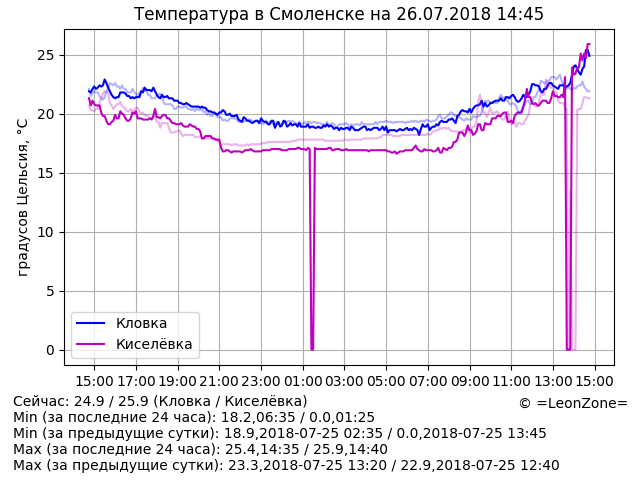 Температура в Смоленске на 26.07.2018 14:45
градусов Цельсия, °C
25
20
15
10
5
0
Кловка
Киселёвка
15:00 17:00 19:00 21:00 23:00 01:00 03:00 05:00 07:00 09:00 11:00 13:00 15:00
Сейчас: 24.9 / 25.9 (Кловка / Киселёвка)
© =LeonZone=
Min (за последние 24 часа): 18.2,06:35 / 0.0,01:25
Min (за предыдущие сутки): 18.9,2018-07-25 02:35 / 0.0,2018-07-25 13:45
Max (за последние 24 часа): 25.4,14:35 / 25.9,14:40
Max (за предыдущие сутки): 23.3,2018-07-25 13:20 / 22.9,2018-07-25 12:40